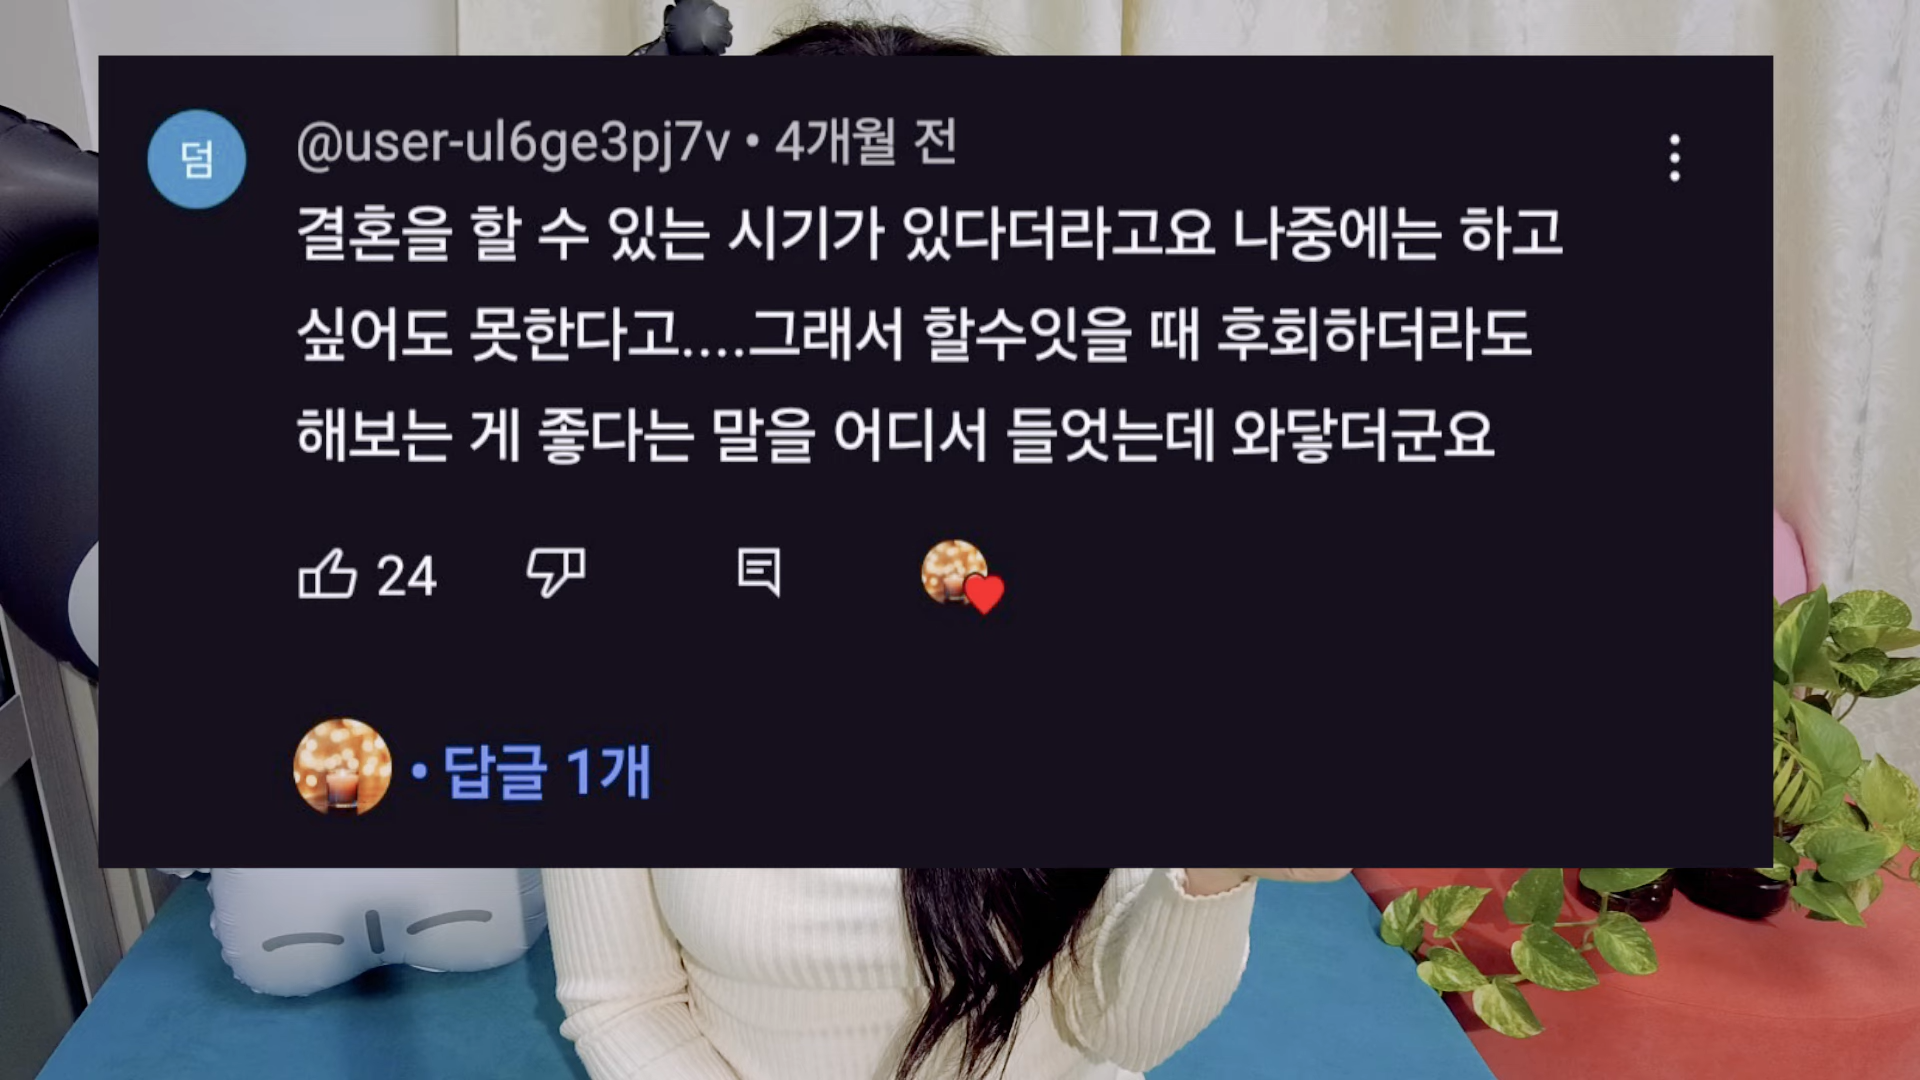 덤
@user-ul6ge3pj7v • 4개월 전
결혼을 할 수 있는 시기가 있다더라고요 나중에는 하고
싶어도 못한다고....그래서 할수잇을 때 후회하더라도
해보는 게 좋다는 말을 어디서 들엇는데 와닿더군요
24
• 답글 1개